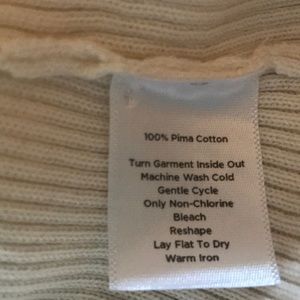 100% Pima Cotton
Turn Garment Inside Out
Machine Wash Cold
Gentle Cycle
Only Non-Chlorine
Bleach
Reshape
Lay Flat To Dry
Warm Iron